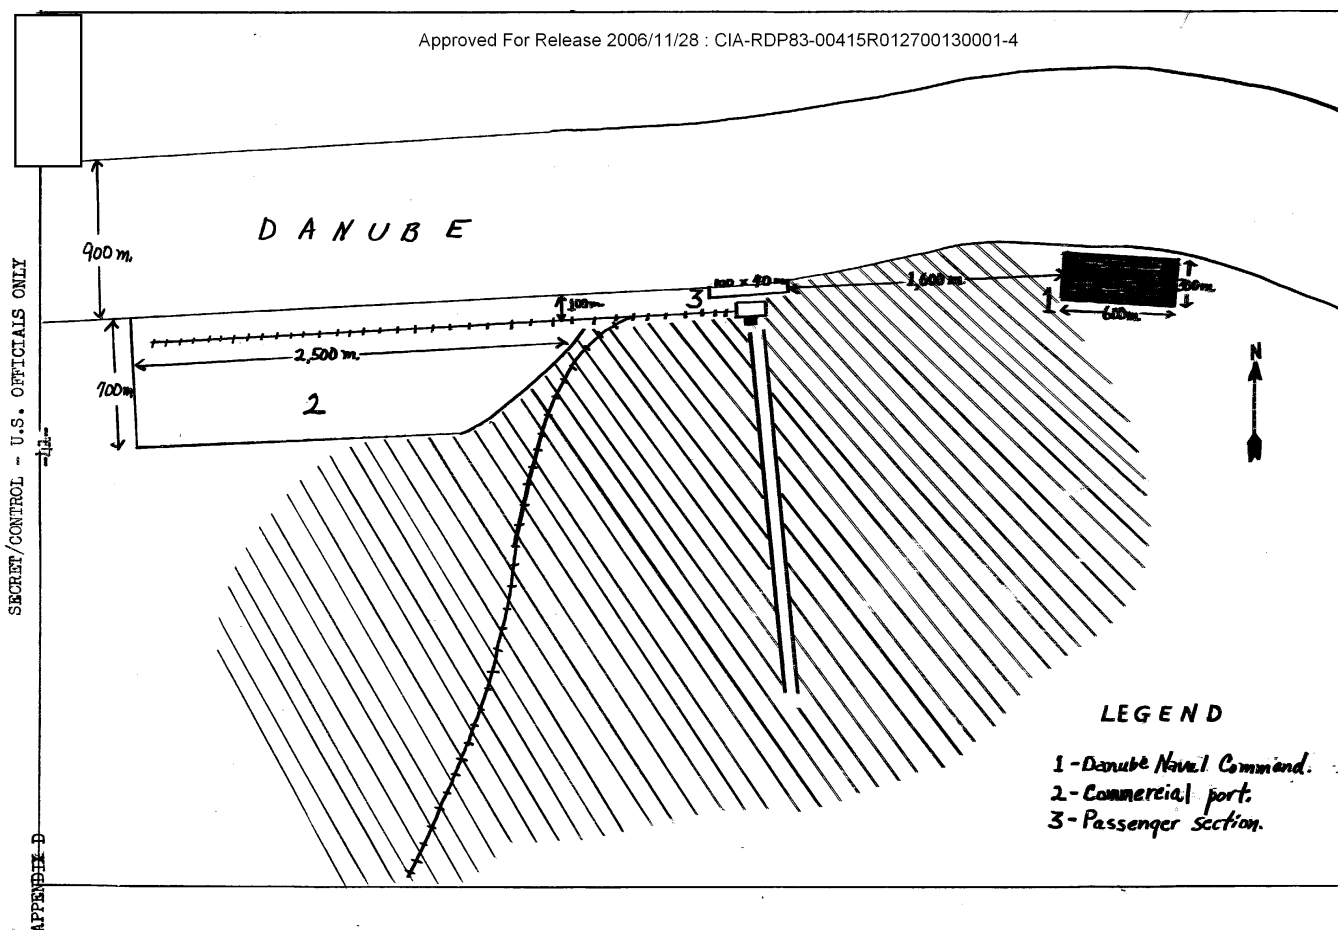 Approved For Release 2006/11/28 : CIA-RDP83-00415R012700130001-4
SECRET/CONTROL - U.S. OFFICIALS ONLY
-41-
APPENDIX D
DANUBE
900 m.
100 x 40 m
3
100 m.
1,600 m.
300 m.
1
600 m.
2,500 m.
700 m
2
N
LEGEND
1-Danube Naval Command.
2-Commercial port.
3-Passenger section.